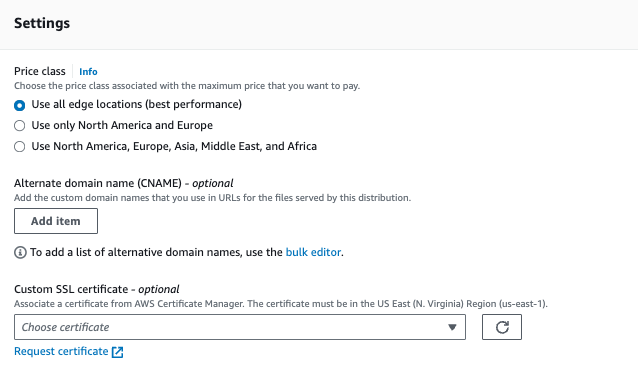 Settings
Price class Info
Choose the price class associated with the maximum price that you want to pay.
Use all edge locations (best performance)
Use only North America and Europe
Use North America, Europe, Asia, Middle East, and Africa
Alternate domain name (CNAME) - optional
Add the custom domain names that you use in URLs for the files served by this distribution.
Add item
To add a list of alternative domain names, use the bulk editor.
Custom SSL certificate - optional
Associate a certificate from AWS Certificate Manager. The certificate must be in the US East (N. Virginia) Region (us-east-1).
Choose certificate
Request certificate